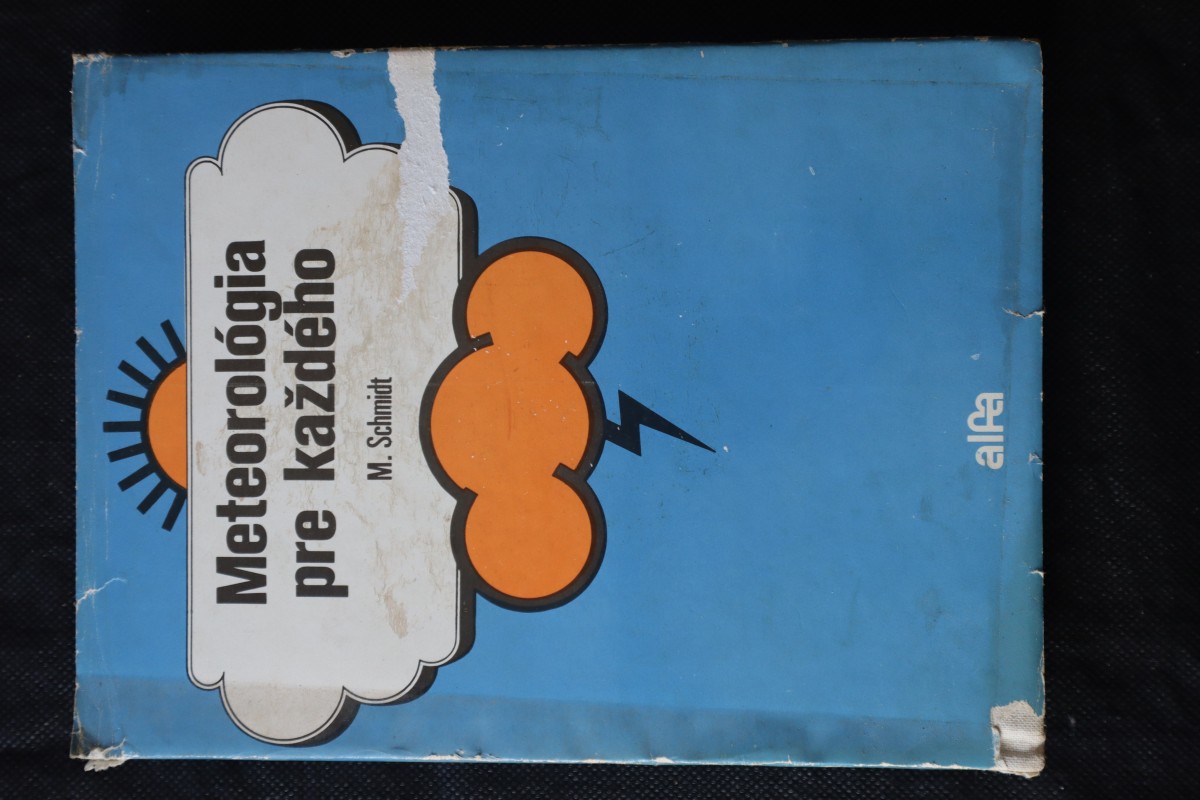 Meteorológia
pre každého
M. Schmidt
alfa